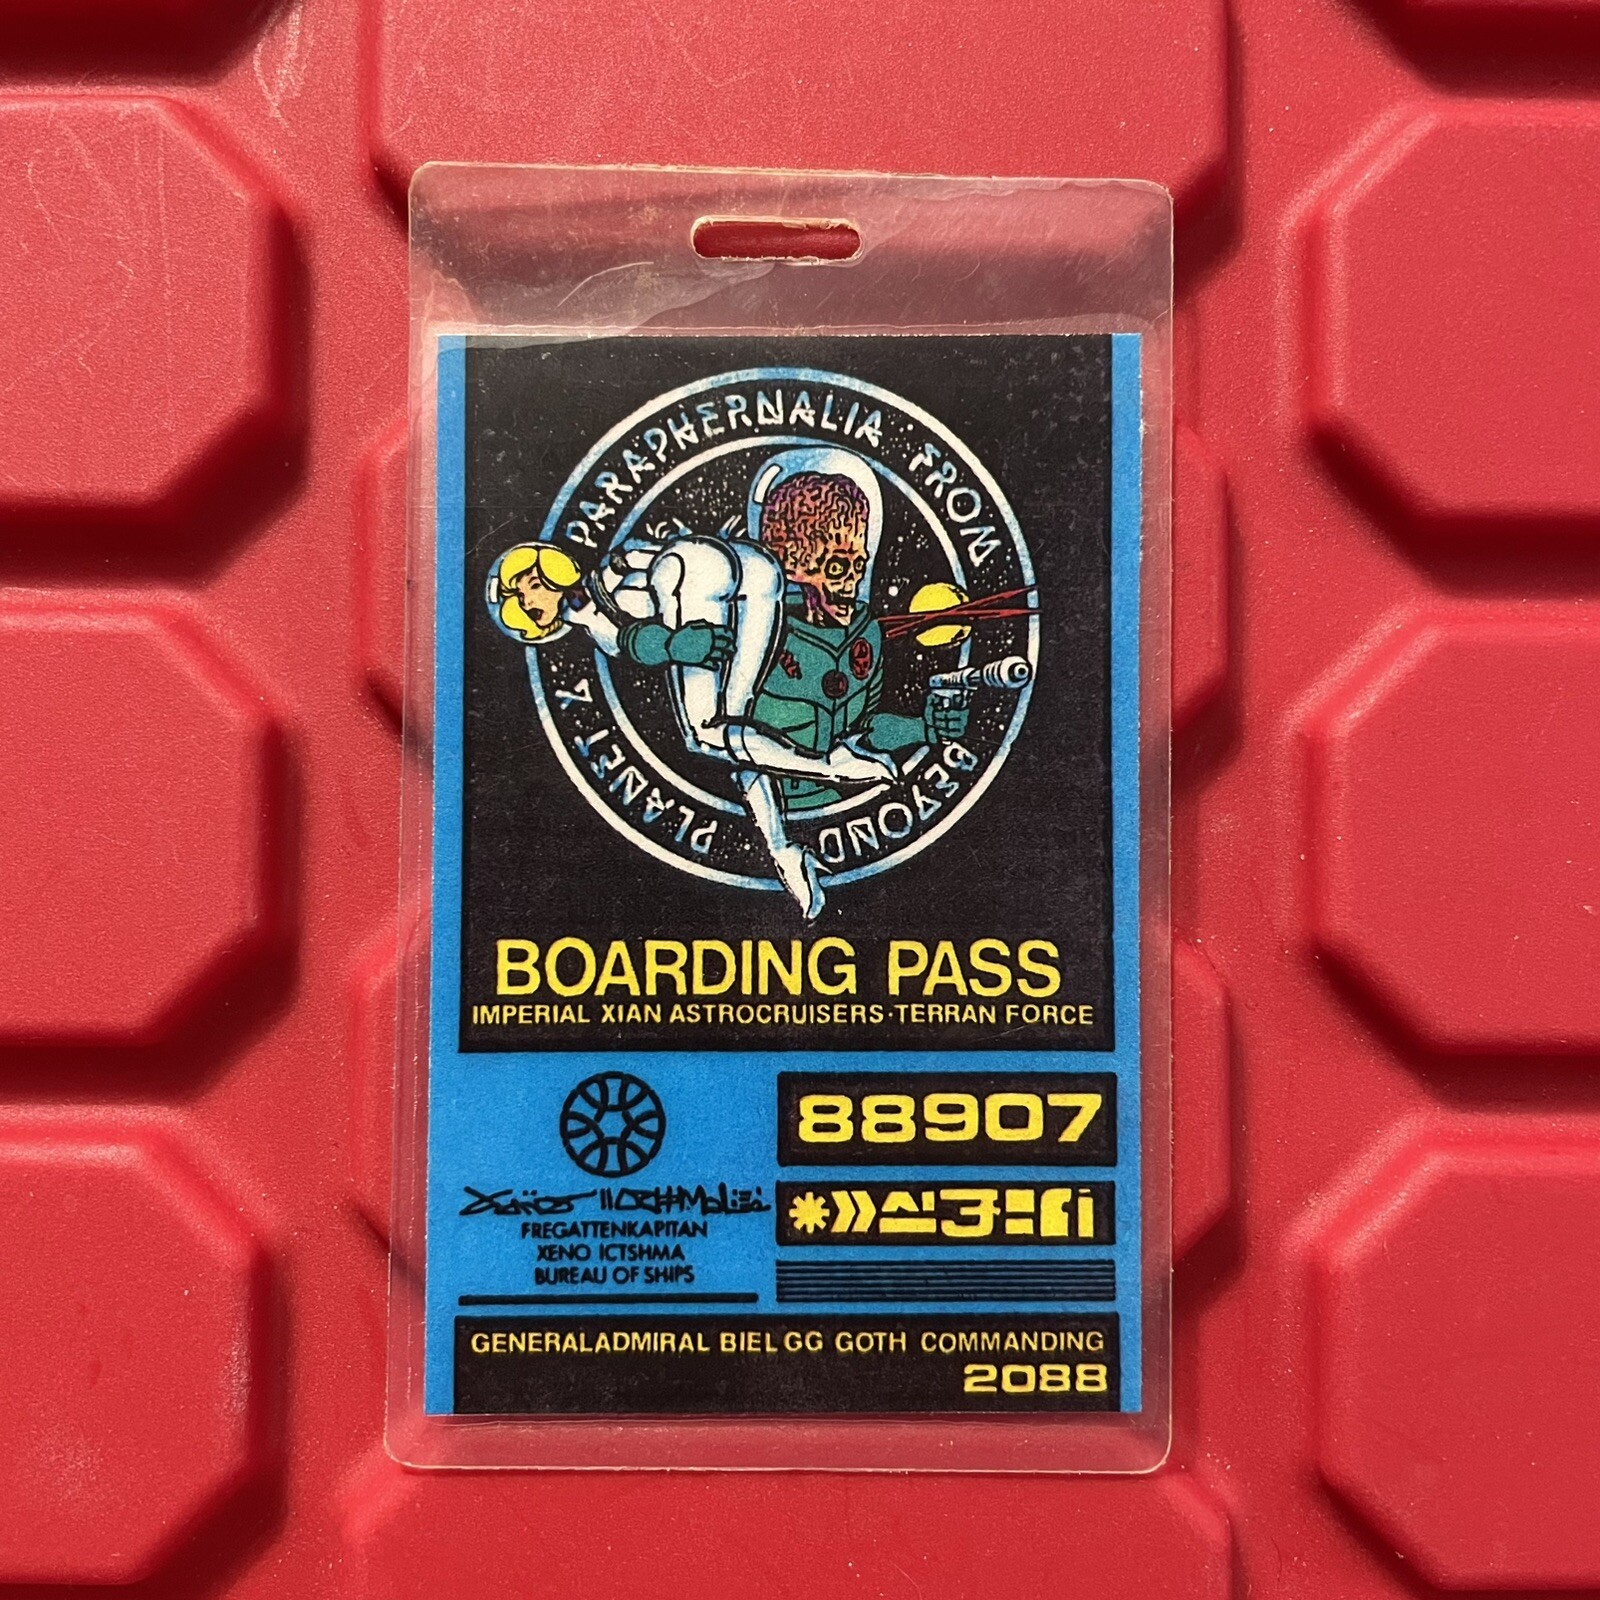 PARAPHERNALIA FROM
BEYOND
PLANET X
BOARDING PASS
IMPERIAL XIAN ASTROCRUISERS·TERRAN FORCE
88907
FREGATTENKAPITAN
XENO ICTSHMA
BUREAU OF SHIPS
GENERALADMIRAL BIEL GG GOTH COMMANDING
2088